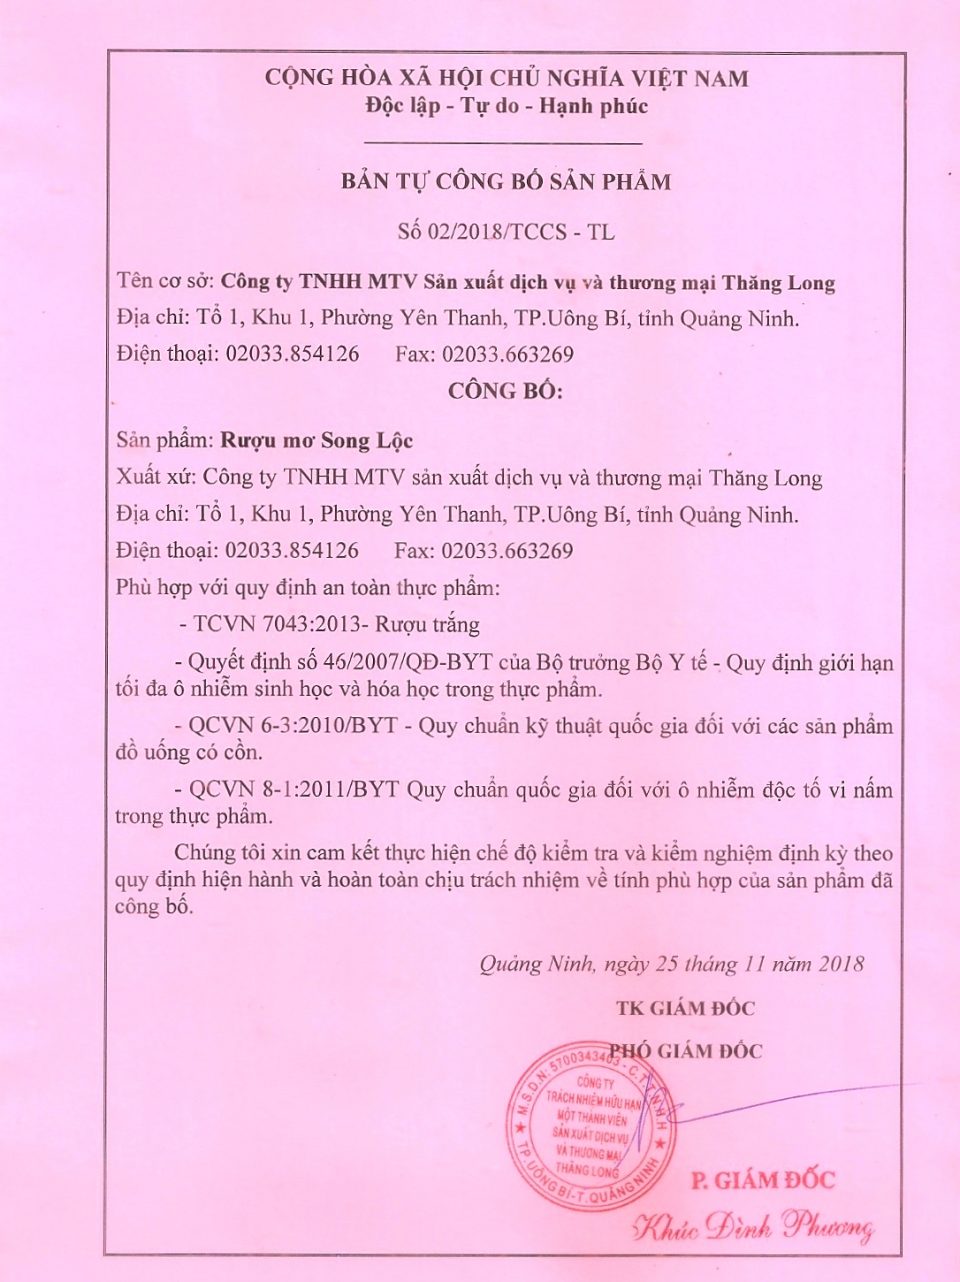 CỘNG HÒA XÃ HỘI CHỦ NGHĨA VIỆT NAM
Độc lập - Tự do - Hạnh phúc
BẢN TỰ CÔNG BỐ SẢN PHẨM
Số 02/2018/TCCS - TL
Tên cơ sở: Công ty TNHH MTV Sản xuất dịch vụ và thương mại Thăng Long
Địa chỉ: Tổ 1, Khu 1, Phường Yên Thanh, TP.Uông Bí, tỉnh Quảng Ninh.
Điện thoại: 02033.854126 Fax: 02033.663269
CÔNG BỐ:
Sản phẩm: Rượu mơ Song Lộc
Xuất xứ: Công ty TNHH MTV sản xuất dịch vụ và thương mại Thăng Long
Địa chỉ: Tổ 1, Khu 1, Phường Yên Thanh, TP.Uông Bí, tỉnh Quảng Ninh.
Điện thoại: 02033.854126 Fax: 02033.663269
Phù hợp với quy định an toàn thực phẩm:
- TCVN 7043:2013- Rượu trắng
- Quyết định số 46/2007/QĐ-BYT của Bộ trưởng Bộ Y tế - Quy định giới hạn
tối đa ô nhiễm sinh học và hóa học trong thực phẩm.
- QCVN 6-3:2010/BYT - Quy chuẩn kỹ thuật quốc gia đối với các sản phẩm
đồ uống có cồn.
- QCVN 8-1:2011/BYT Quy chuẩn quốc gia đối với ô nhiễm độc tố vi nấm
trong thực phẩm.
Chúng tôi xin cam kết thực hiện chế độ kiểm tra và kiểm nghiệm định kỳ theo
quy định hiện hành và hoàn toàn chịu trách nhiệm về tính phù hợp của sản phẩm đã
công bố.
Quảng Ninh, ngày 25 tháng 11 năm 2018
TK GIÁM ĐỐC
PHÓ GIÁM ĐỐC
M.S.D.N: 5700343403 - C.T.T.N.H.H
CÔNG TY
TRÁCH NHIỆM HỮU HẠN
MỘT THÀNH VIÊN
SẢN XUẤT DỊCH VỤ
VÀ THƯƠNG MẠI
THĂNG LONG
TP.UÔNG BÍ-T.QUẢNG NINH
P. GIÁM ĐỐC
Khúc Đình Phương